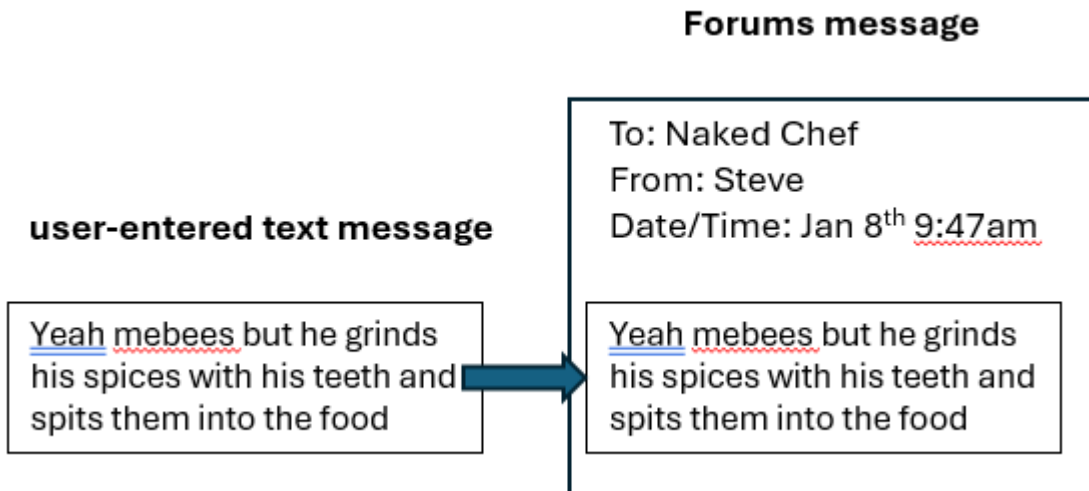 Forums message
To: Naked Chef
From: Steve
Date/Time: Jan 8th 9:47am
user-entered text message
Yeah mebees but he grinds
his spices with his teeth and
spits them into the food
Yeah mebees but he grinds
his spices with his teeth and
spits them into the food